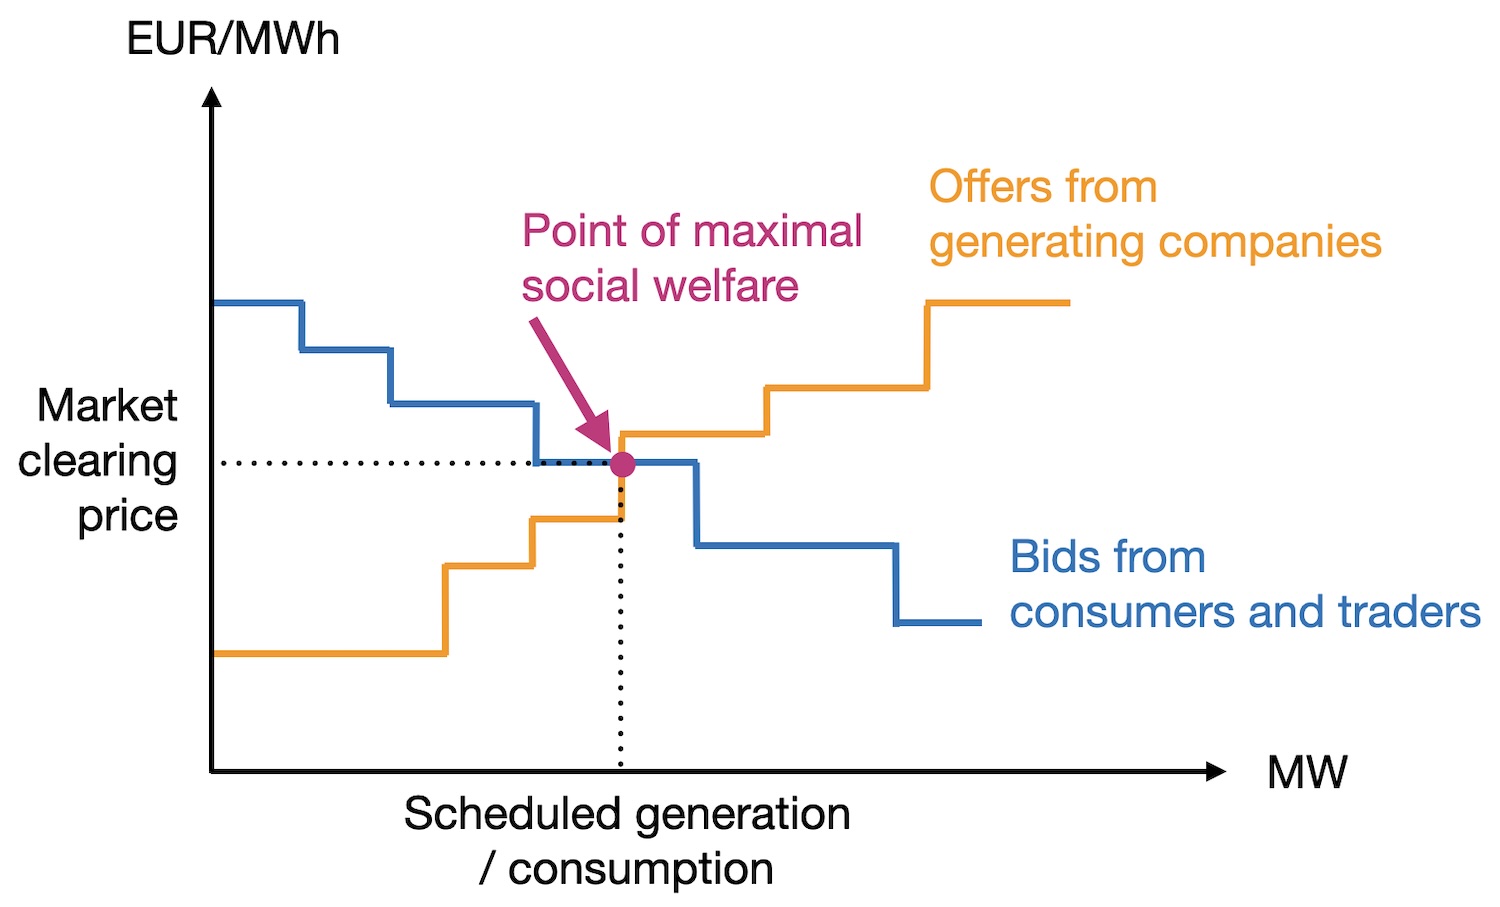 EUR/MWh
Offers from
generating companies
Point of maximal
social welfare
Market
clearing
price
Bids from
consumers and traders
MW
Scheduled generation
/ consumption